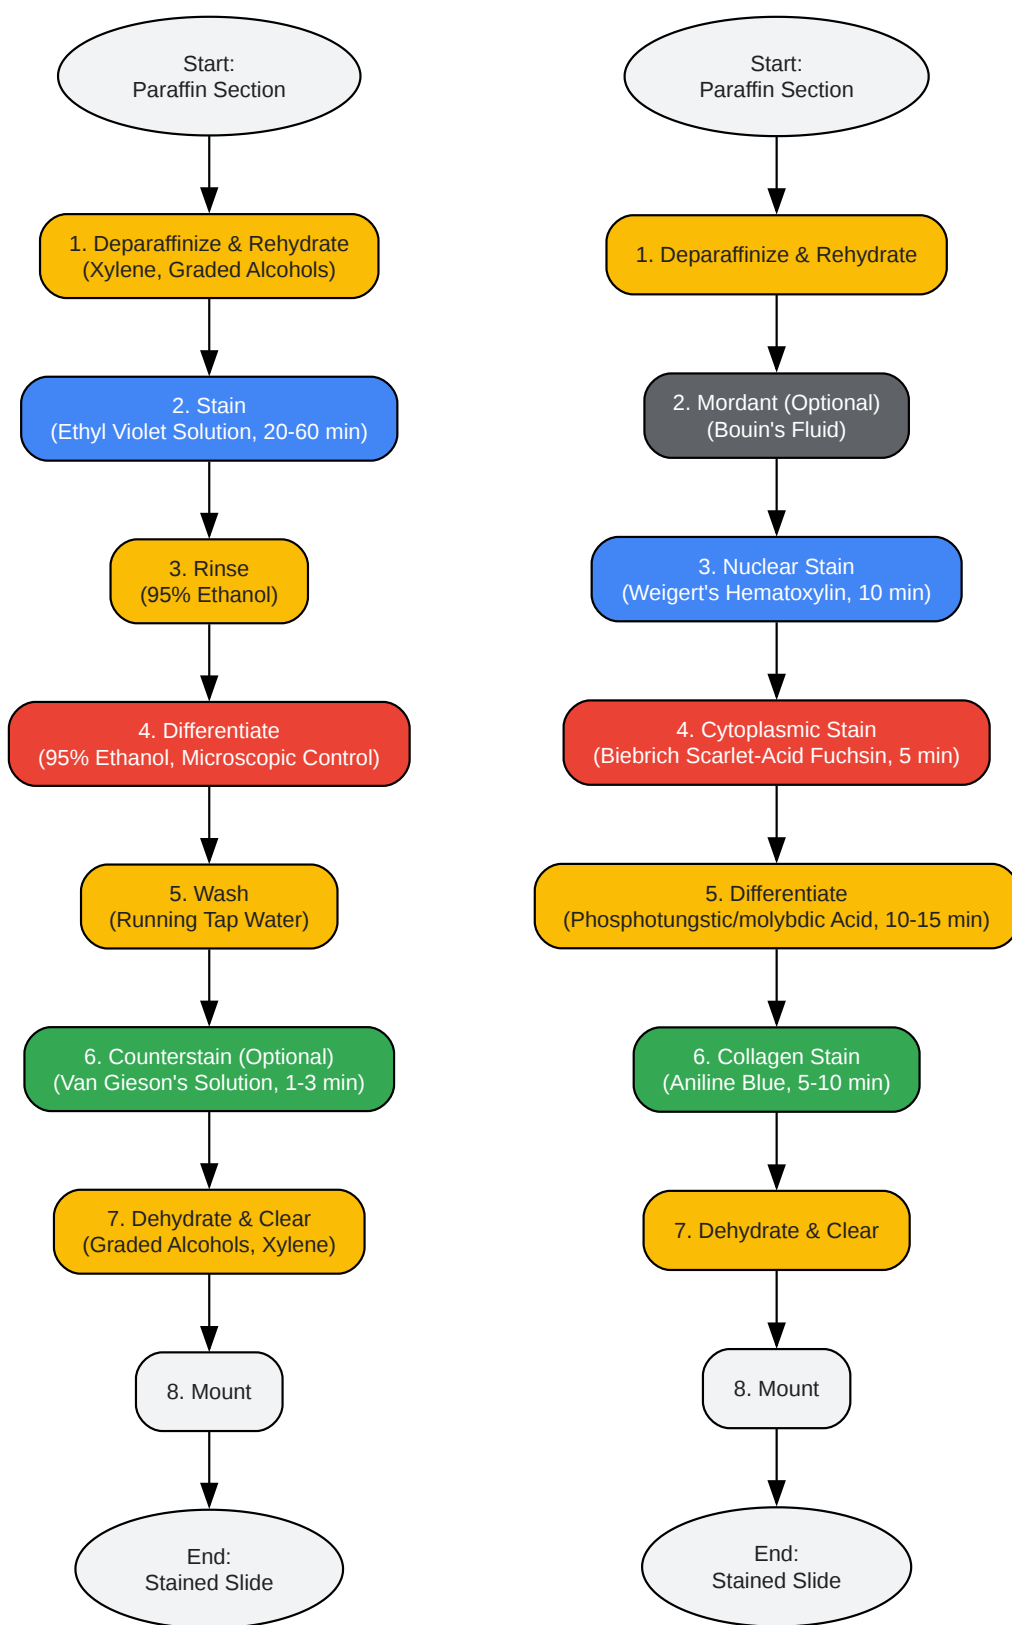 Start:
Paraffin Section
1. Deparaffinize & Rehydrate
(Xylene, Graded Alcohols)
2. Stain
(Ethyl Violet Solution, 20-60 min)
3. Rinse
(95% Ethanol)
4. Differentiate
(95% Ethanol, Microscopic Control)
5. Wash
(Running Tap Water)
6. Counterstain (Optional)
(Van Gieson's Solution, 1-3 min)
7. Dehydrate & Clear
(Graded Alcohols, Xylene)
8. Mount
End:
Stained Slide
Start:
Paraffin Section
1. Deparaffinize & Rehydrate
2. Mordant (Optional)
(Bouin's Fluid)
3. Nuclear Stain
(Weigert's Hematoxylin, 10 min)
4. Cytoplasmic Stain
(Biebrich Scarlet-Acid Fuchsin, 5 min)
5. Differentiate
(Phosphotungstic/molybdic Acid, 10-15 min)
6. Collagen Stain
(Aniline Blue, 5-10 min)
7. Dehydrate & Clear
8. Mount
End:
Stained Slide